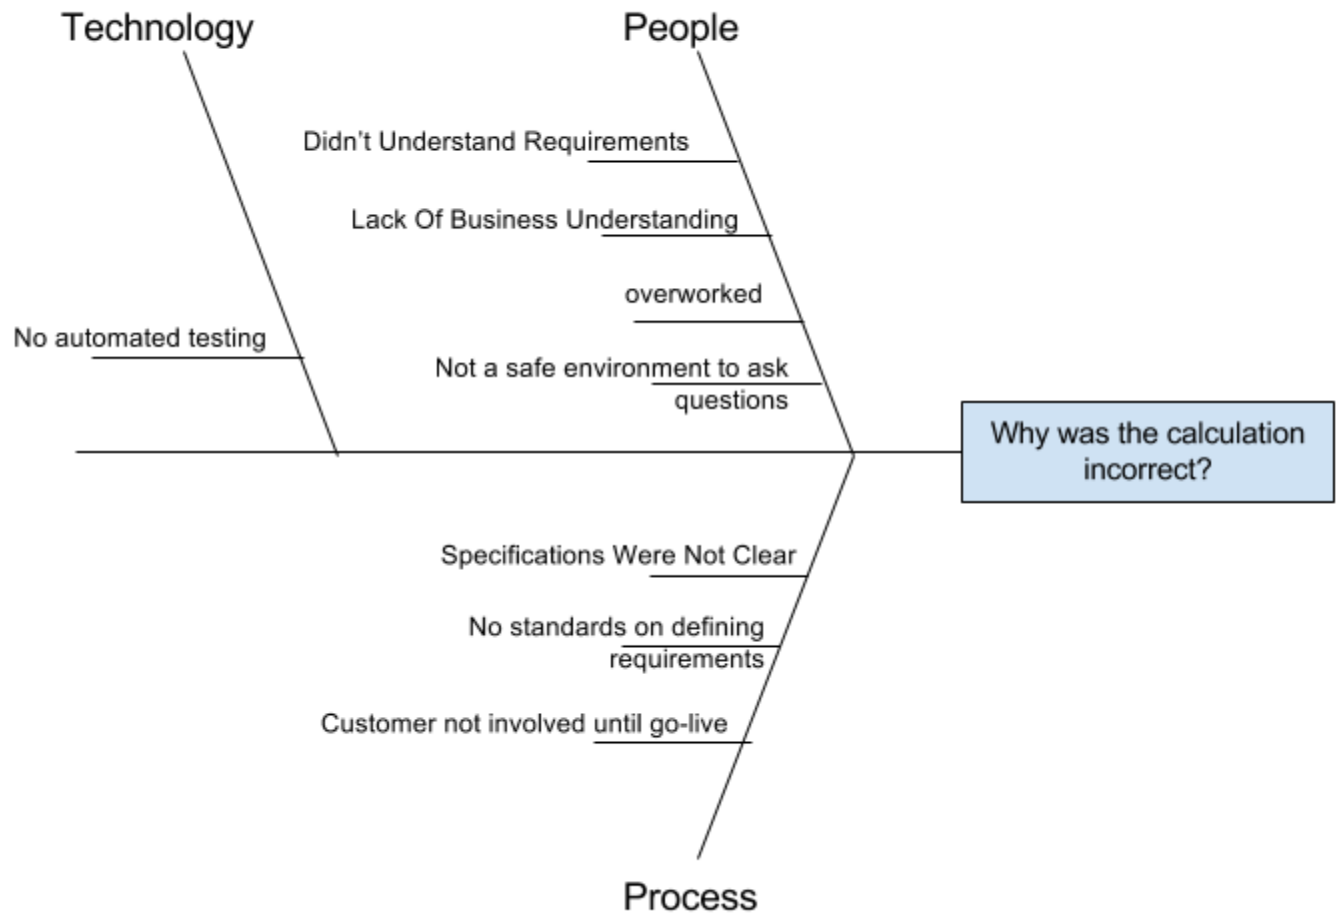 Technology
People
Didn't Understand Requirements
Lack Of Business Understanding
overworked
No automated testing
Not a safe environment to ask
questions
Why was the calculation
incorrect?
Specifications Were Not Clear
No standards on defining
requirements
Customer not involved until go-live
Process